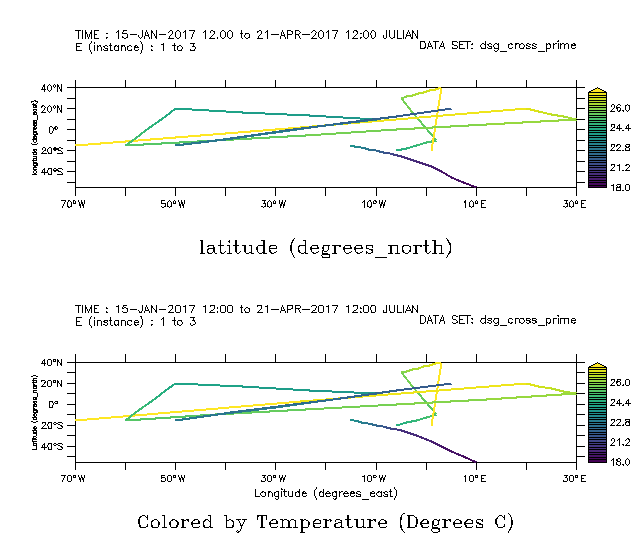 TIME : 15-JAN-2017 12:00 to 21-APR-2017 12:00 JULIAN
E (instance) : 1 to 3
DATA SET: dsg_cross_prime
40°N
20°N
0°
20°S
40°S
longitude (degrees_east)
70°W 50°W 30°W 10°W 10°E 30°E
26.0
24.4
22.8
21.2
18.0
latitude (degrees_north)
TIME : 15-JAN-2017 12:00 to 21-APR-2017 12:00 JULIAN
E (instance) : 1 to 3
DATA SET: dsg_cross_prime
40°N
20°N
0°
20°S
40°S
Latitude (degrees_north)
70°W 50°W 30°W 10°W 10°E 30°E
Longitude (degrees_east)
26.0
24.4
22.8
21.2
18.0
Colored by Temperature (Degrees C)